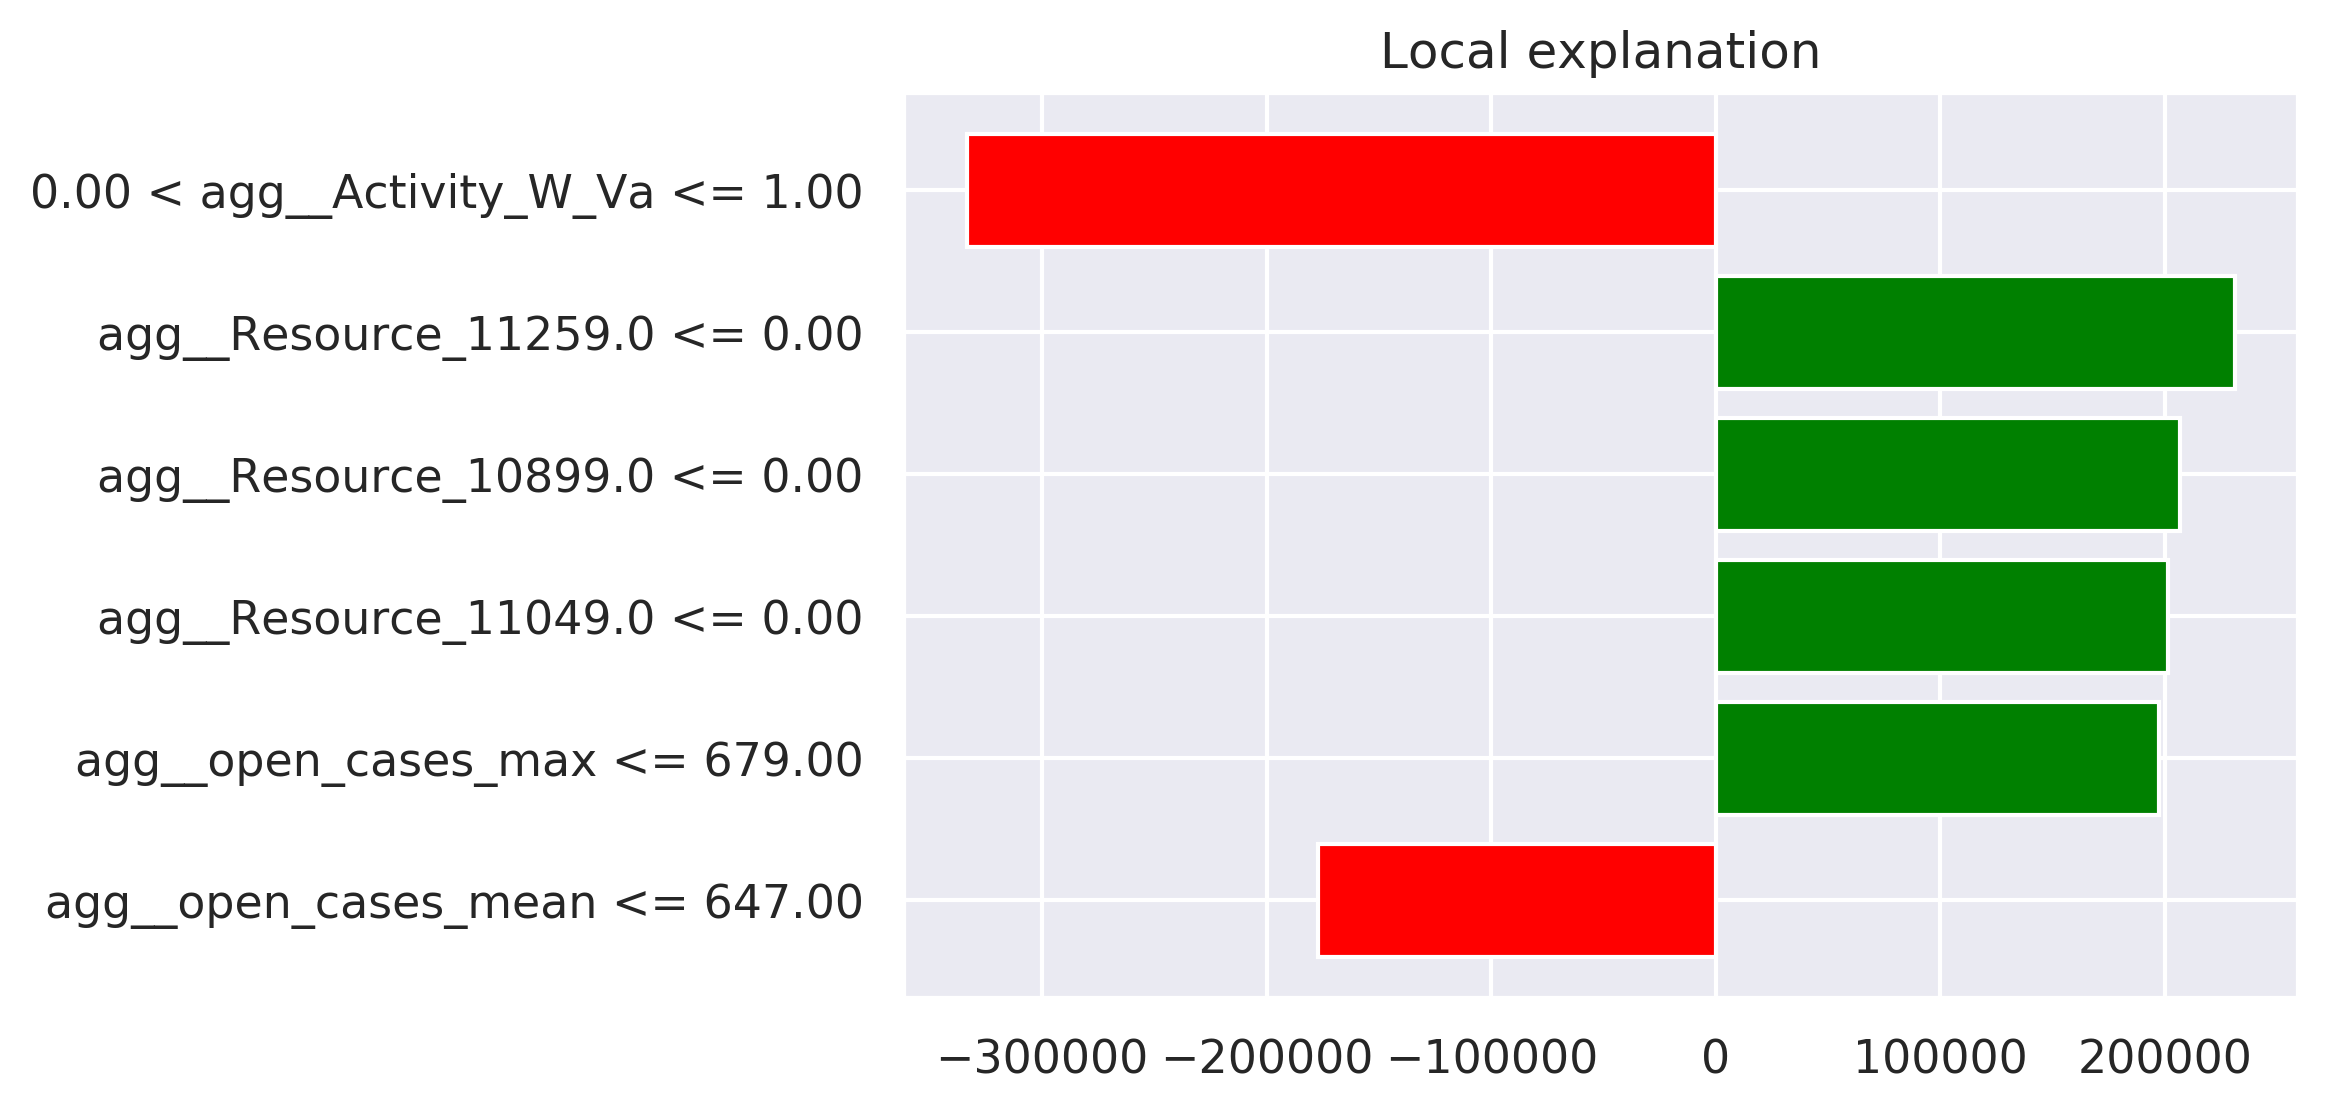 Local explanation
0.00 < agg__Activity_W_Va <= 1.00
agg__Resource_11259.0 <= 0.00
agg__Resource_10899.0 <= 0.00
agg__Resource_11049.0 <= 0.00
agg__open_cases_max <= 679.00
agg__open_cases_mean <= 647.00
−300000 −200000 −100000 0 100000 200000